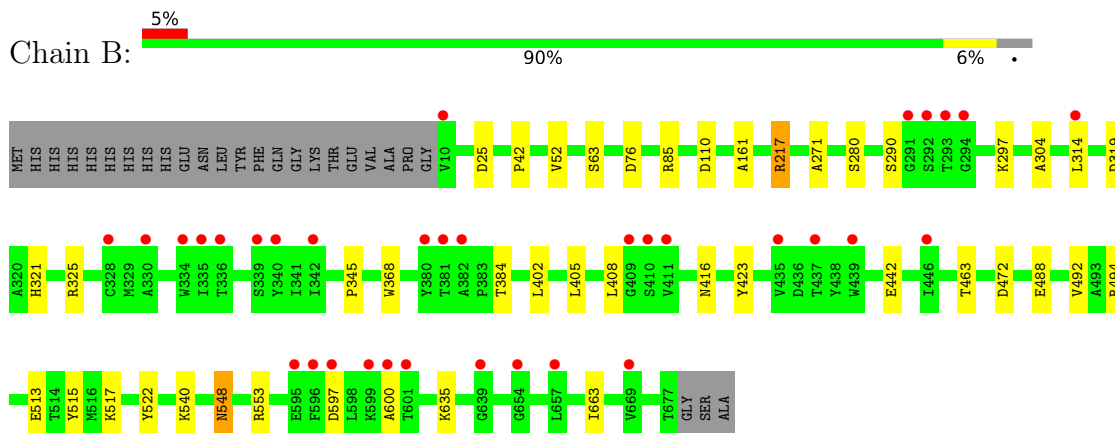 5%
Chain B:
90% 6% •
MET HIS HIS HIS HIS HIS HIS HIS HIS GLU ASN LEU TYR PHE GLN GLY LYS THR GLU VAL ALA PRO GLY V10 D25 P42 V52 S63 D76 R85 D110 A161 R217 A271 S280 S290 G291 S292 T293 G294 K297 A304 L314
A320 H321 R325 C328 M329 A330 W334 I335 T336 S339 Y340 I341 I342 P345 W368 Y380 T381 A382 P383 T384 L402 L405 L408 G409 S410 V411 N416 Y423 V435 D436 T437 Y438 W439 E442 I446 T463 D472 E488 V492 A493
E513 T514 Y515 M516 K517 Y522 K540 N548 R553 E595 F596 D597 L598 K599 A600 T601 K635 G639 G654 L657 I663 V669 T677 GLY SER ALA